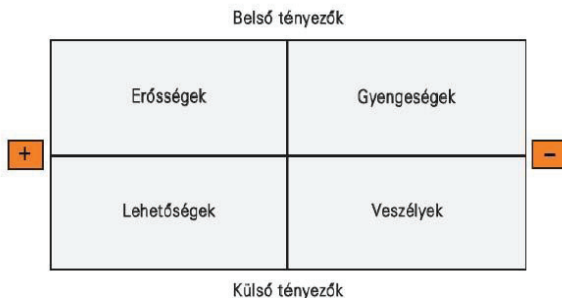 Belső tényezők
Erősségek
Gyengeségek
+
–
Lehetőségek
Veszélyek
Külső tényezők